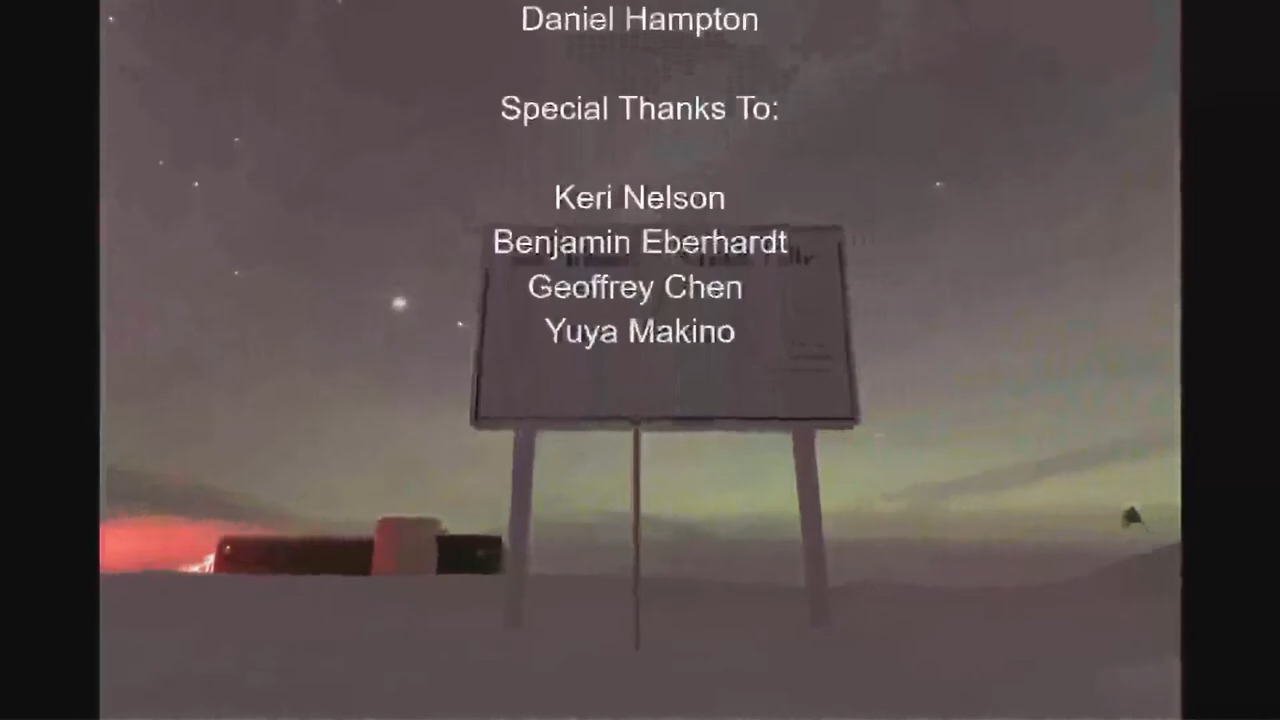 Daniel Hampton
Special Thanks To:
Keri Nelson
Benjamin Eberhardt
Geoffrey Chen
Yuya Makino